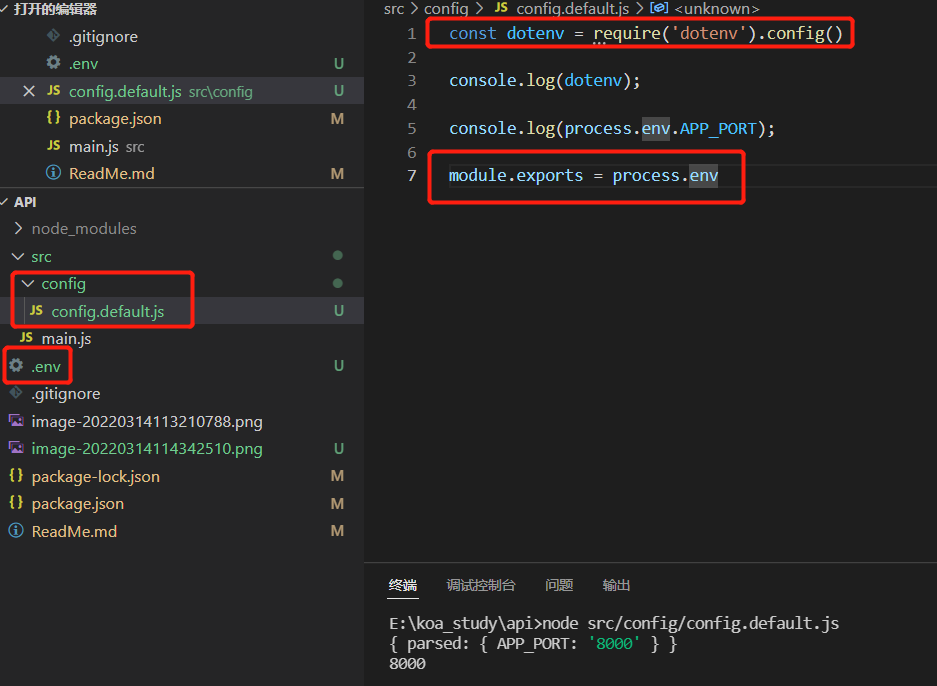 打开的编辑器
.gitignore
.env U
JS config.default.js src\config U
{} package.json M
JS main.js src
ReadMe.md M
API
node_modules
src
config
JS config.default.js U
JS main.js
.env U
.gitignore
image-20220314113210788.png
image-20220314114342510.png U
{} package-lock.json M
{} package.json M
ReadMe.md M
src > config > JS config.default.js > <unknown>
1 const dotenv = require('dotenv').config()
2
3 console.log(dotenv);
4
5 console.log(process.env.APP_PORT);
6
7 module.exports = process.env
终端 调试控制台 问题 输出
E:\koa_study\api>node src/config/config.default.js
{ parsed: { APP_PORT: '8000' } }
8000